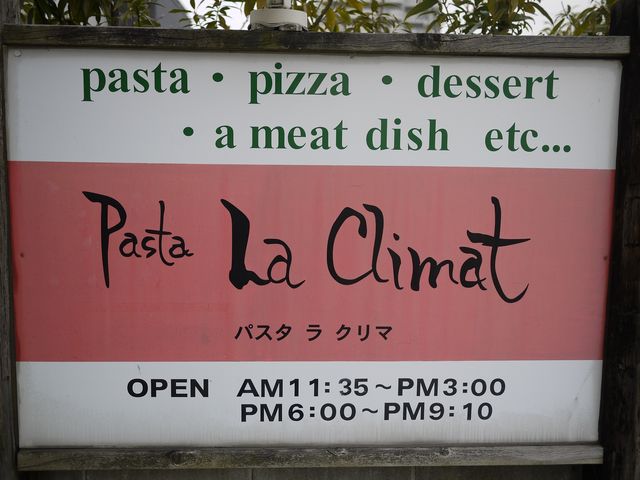 pasta・pizza・dessert
・a meat dish etc...
Pasta La Climat
パスタ ラ クリマ
OPEN AM11:35～PM3:00
PM6:00～PM9:10